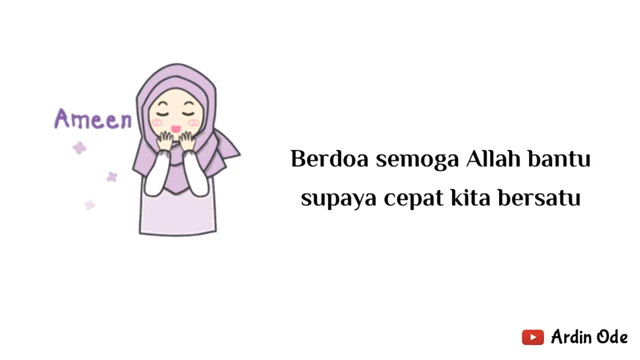 Ameen
Berdoa semoga Allah bantu
supaya cepat kita bersatu
Ardin Ode